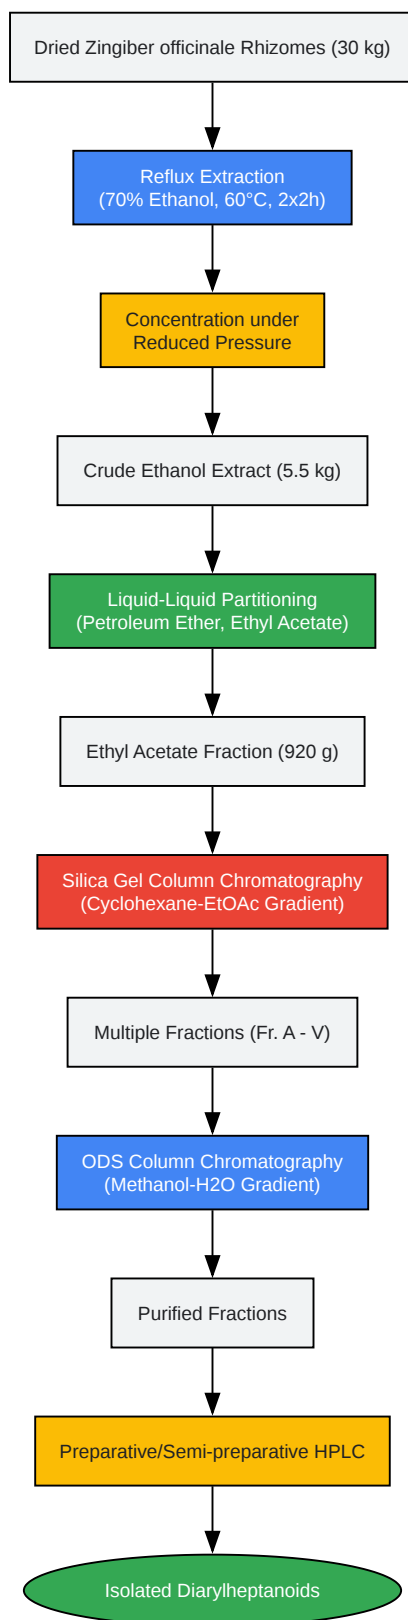 Dried Zingiber officinale Rhizomes (30 kg)
Reflux Extraction
(70% Ethanol, 60°C, 2x2h)
Concentration under
Reduced Pressure
Crude Ethanol Extract (5.5 kg)
Liquid-Liquid Partitioning
(Petroleum Ether, Ethyl Acetate)
Ethyl Acetate Fraction (920 g)
Silica Gel Column Chromatography
(Cyclohexane-EtOAc Gradient)
Multiple Fractions (Fr. A - V)
ODS Column Chromatography
(Methanol-H2O Gradient)
Purified Fractions
Preparative/Semi-preparative HPLC
Isolated Diarylheptanoids